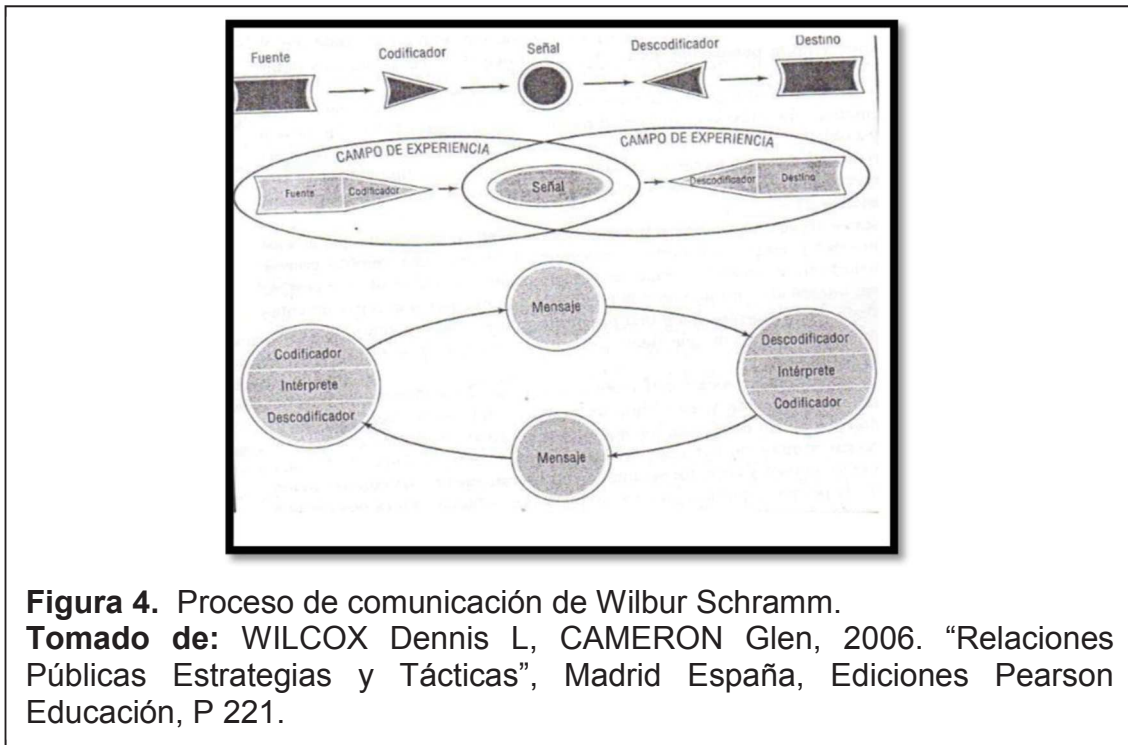 Fuente Codificador Señal Descodificador Destino
CAMPO DE EXPERIENCIA CAMPO DE EXPERIENCIA
Fuente Codificador Señal Descodificador Destino
Mensaje
Codificador
Intérprete
Descodificador
Descodificador
Intérprete
Codificador
Mensaje
Figura 4. Proceso de comunicación de Wilbur Schramm.
Tomado de: WILCOX Dennis L, CAMERON Glen, 2006. “Relaciones
Públicas Estrategias y Tácticas”, Madrid España, Ediciones Pearson
Educación, P 221.